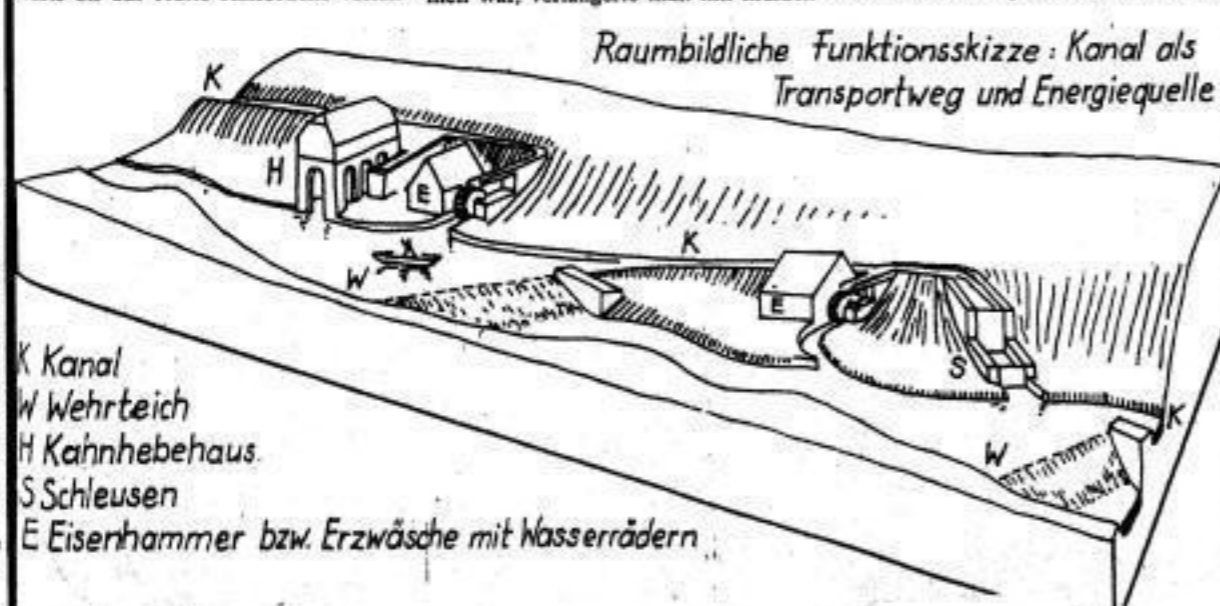 Raumbildliche Funktionsskizze : Kanal als
Transportweg und Energiequelle
K
H
E
K
W
E
S
K
W
K Kanal
W Wehrteich
H Kahnhebehaus.
S Schleusen
E Eisenhammer bzw. Erzwäsche mit Wasserrädern